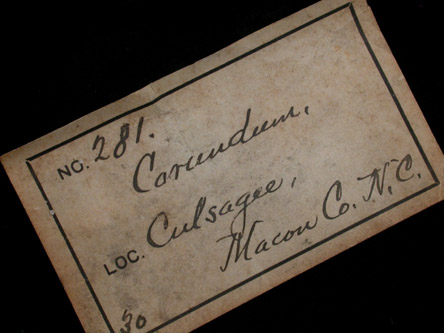 NO. 281.
Corundum,
LOC. Culsagee,
Macon Co. N.C.
30